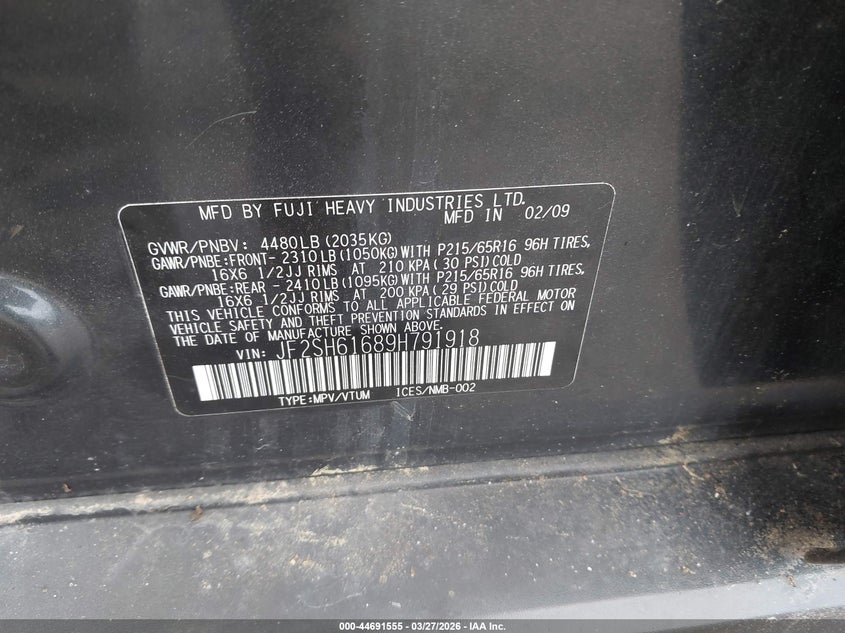 MFD BY FUJI HEAVY INDUSTRIES LTD.
MFD IN 02/09
GVWR/PNBV: 4480LB(2035KG)
GAWR/PNBE:FRONT- 2310LB(1050KG)WITH P215/65R16 96H TIRES,
16X6 1/2JJ RIMS AT 210 KPA(30 PSI)COLD
GAWR/PNBE:REAR - 2410LB(1095KG)WITH P215/65R16 96H TIRES,
16X6 1/2JJ RIMS AT 200 KPA(29 PSI)COLD
THIS VEHICLE CONFORMS TO ALL APPLICABLE FEDERAL MOTOR
VEHICLE SAFETY AND THEFT PREVENTION STANDARDS IN EFFECT ON
THE DATE OF MANUFACTURE SHOWN ABOVE.
VIN: JF2SH61689H791918
TYPE:MPV/VTUM ICES/NMB-002
000-44691555 - 03/27/2026 - IAA Inc.